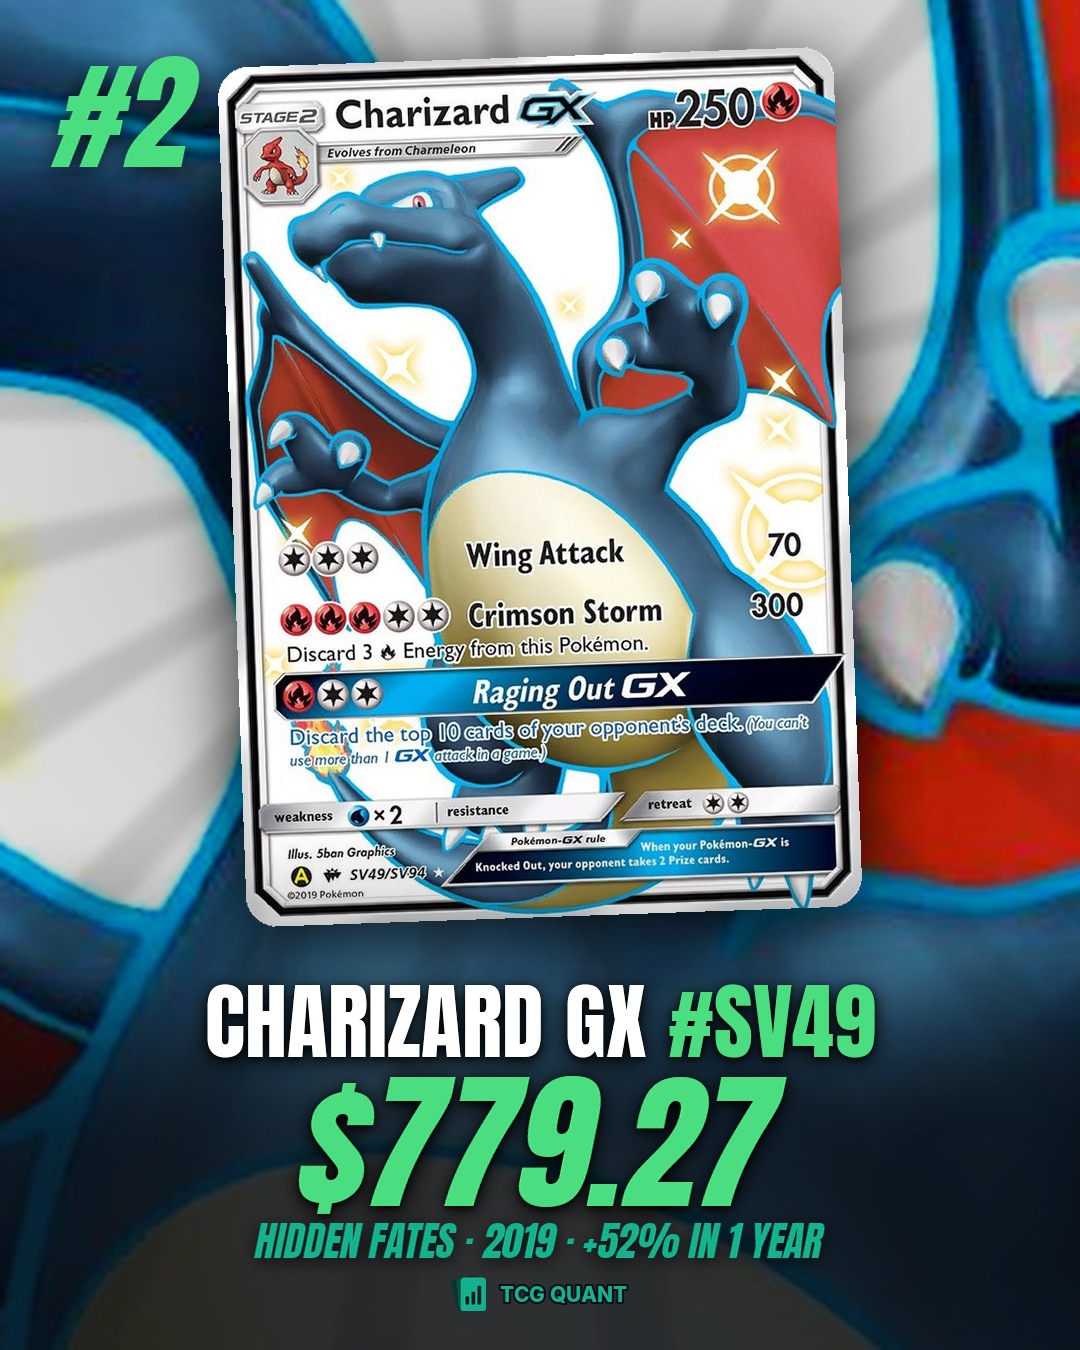 #2
STAGE2
Charizard GX
HP 250
Evolves from Charmeleon
Wing Attack 70
Crimson Storm 300
Discard 3 Energy from this Pokémon.
Raging Out GX
Discard the top 10 cards of your opponent's deck. (You can't
use more than 1 GX attack in a game.)
weakness ×2 resistance retreat
Pokémon-GX rule
When your Pokémon-GX is
Knocked Out, your opponent takes 2 Prize cards.
Illus. 5ban Graphics
A SV49/SV94
©2019 Pokémon
CHARIZARD GX #SV49
$779.27
HIDDEN FATES · 2019 · +52% IN 1 YEAR
TCG QUANT